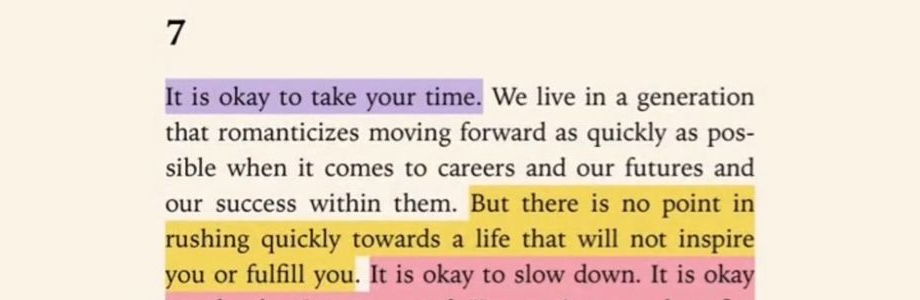 7
It is okay to take your time. We live in a generation
that romanticizes moving forward as quickly as pos-
sible when it comes to careers and our futures and
our success within them. But there is no point in
rushing quickly towards a life that will not inspire
you or fulfill you. It is okay to slow down. It is okay